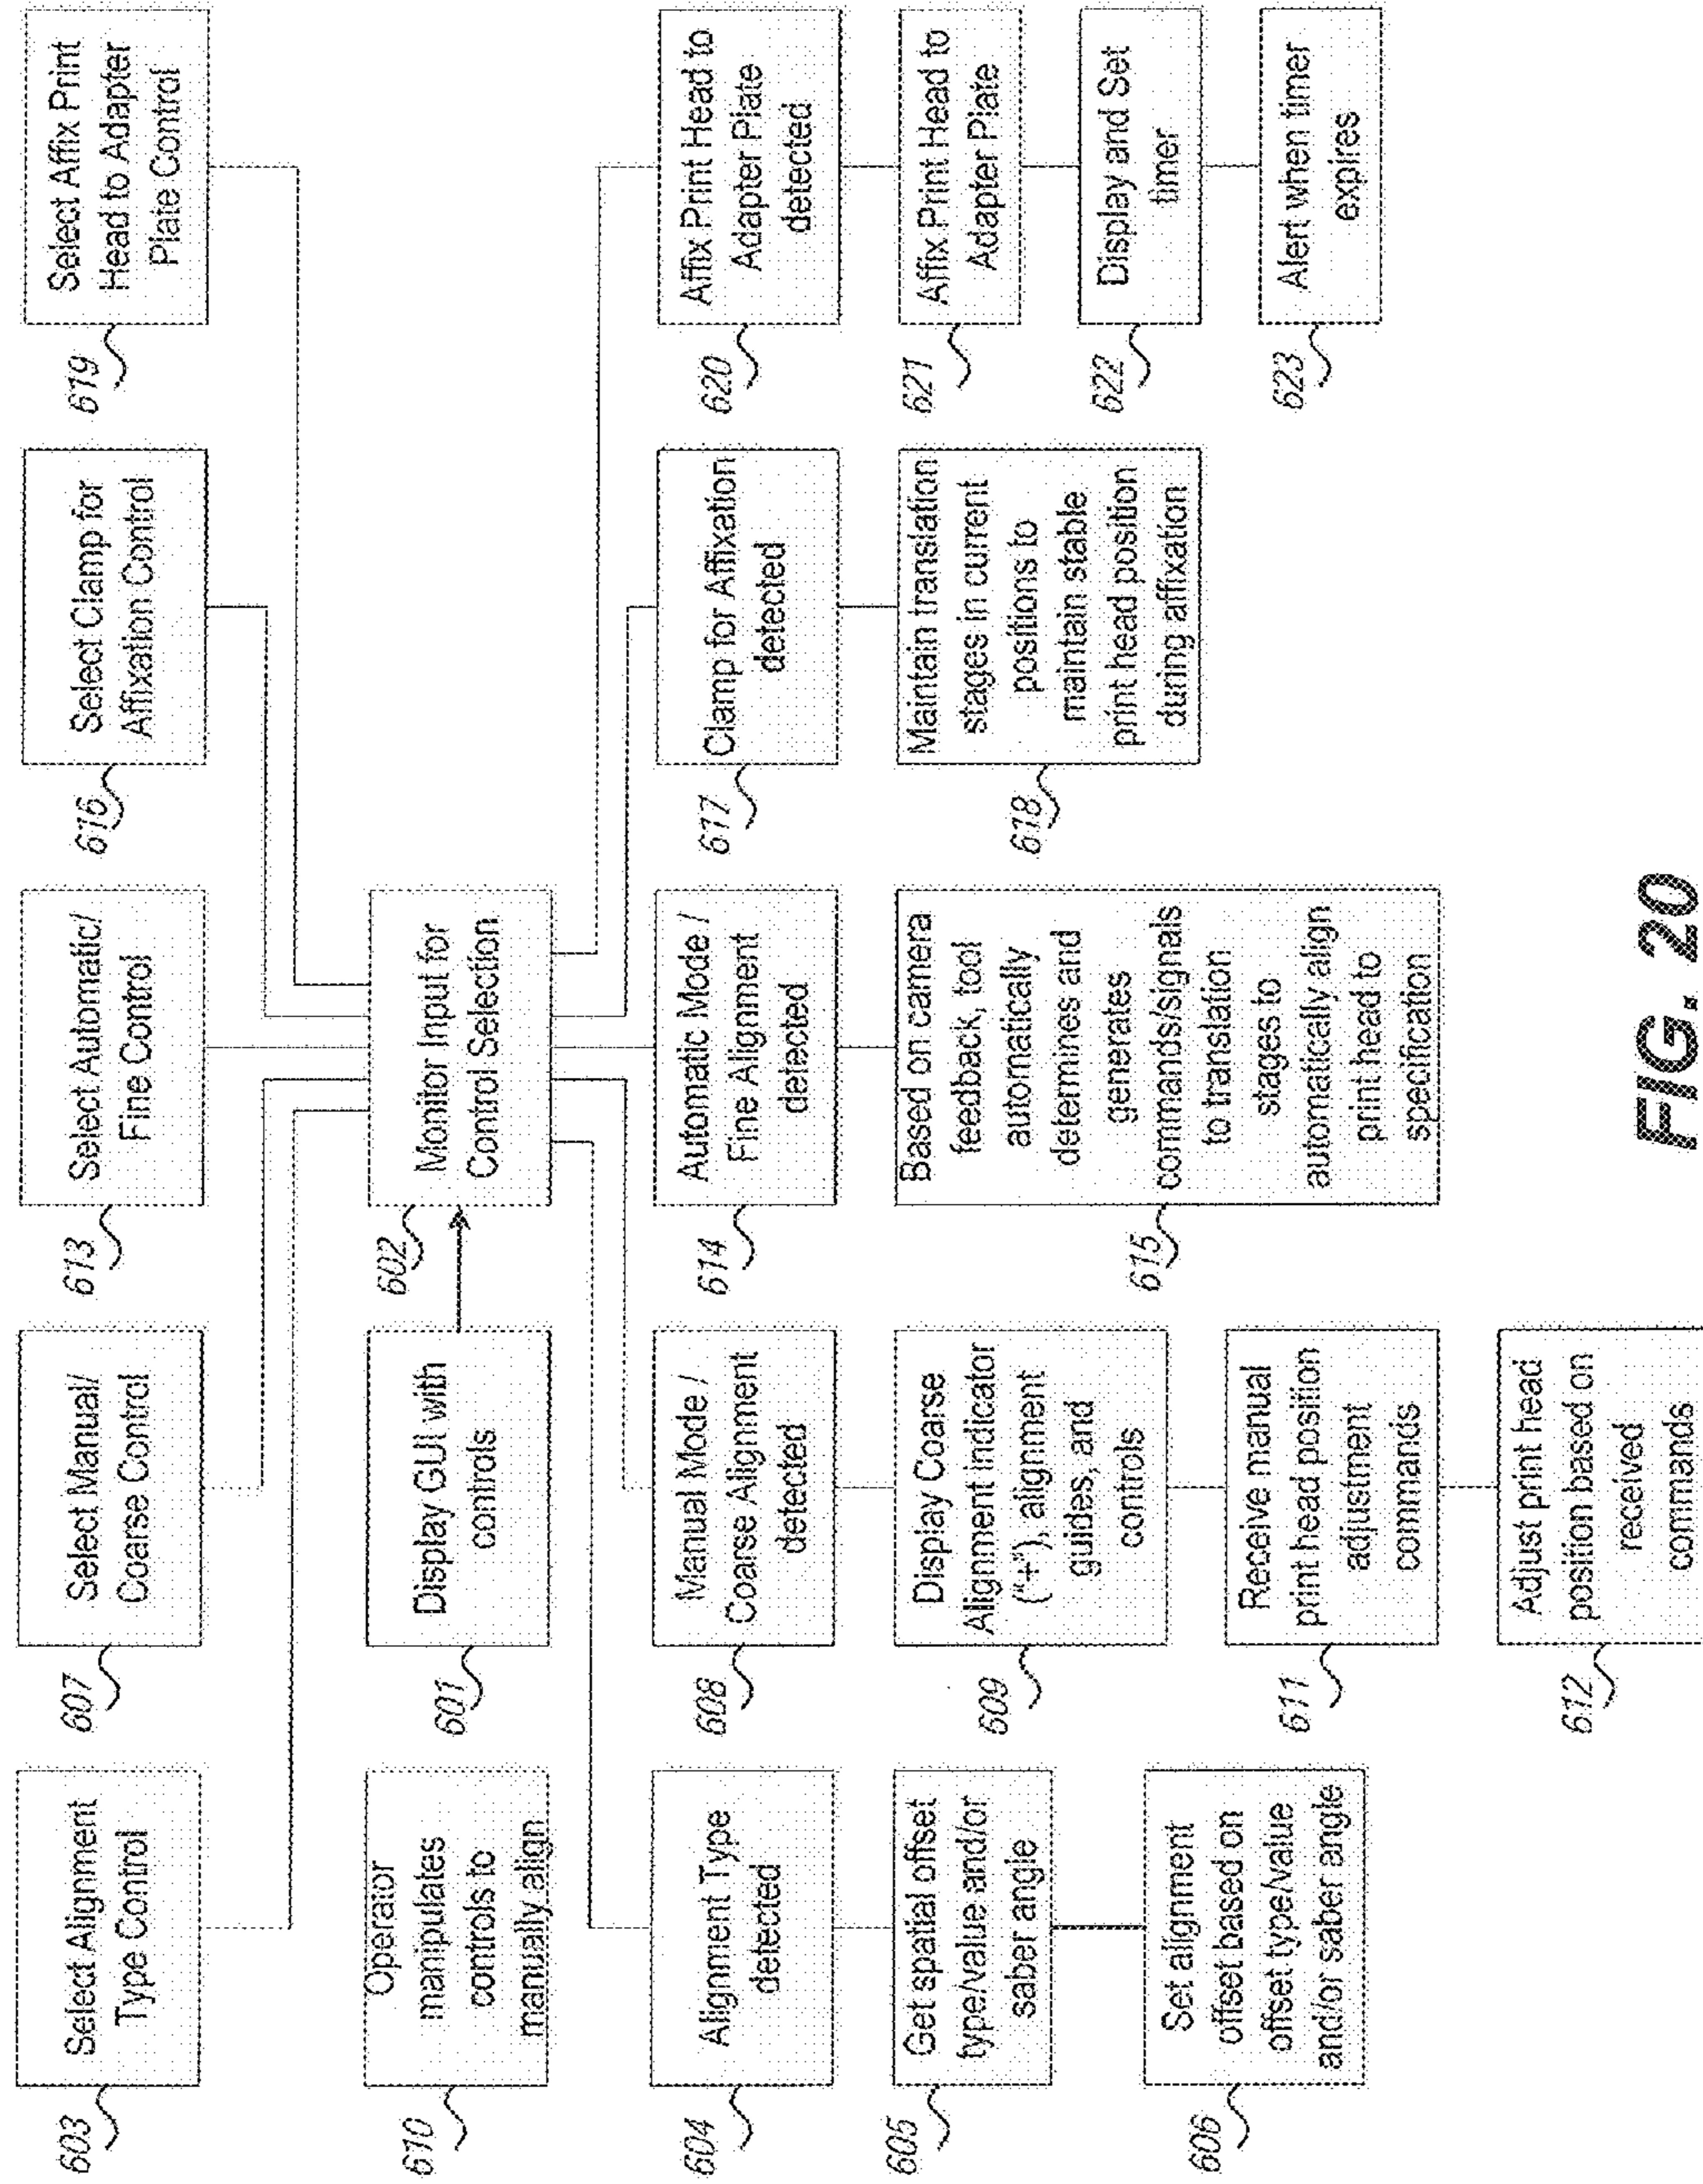 603
Select Alignment
Type Control
607
Select Manual/
Coarse Control
613
Select Automatic/
Fine Control
616
Select Clamp for
Affixation Control
619
Select Affix Print
Head to Adapter
Plate Control
610
Operator
manipulates
controls to
manually align
601
Display GUI with
controls
602
Monitor Input for
Control Selection
604
Alignment Type
detected
608
Manual Mode /
Coarse Alignment
detected
614
Automatic Mode /
Fine Alignment
detected
617
Clamp for Affixation
detected
620
Affix Print Head to
Adapter Plate
detected
605
Get spatial offset
type/value and/or
saber angle
609
Display Coarse
Alignment indicator
("+"), alignment
guides, and
controls
615
Based on camera
feedback, tool
automatically
determines and
generates
commands/signals
to translation
stages to
automatically align
print head to
specification
618
Maintain translation
stages in current
positions to
maintain stable
print head position
during affixation
621
Affix Print Head to
Adapter Plate
606
Set alignment
offset based on
offset type/value
and/or saber angle
611
Receive manual
print head position
adjustment
commands
622
Display and Set
timer
612
Adjust print head
position based on
received
commands
623
Alert when timer
expires
FIG. 20